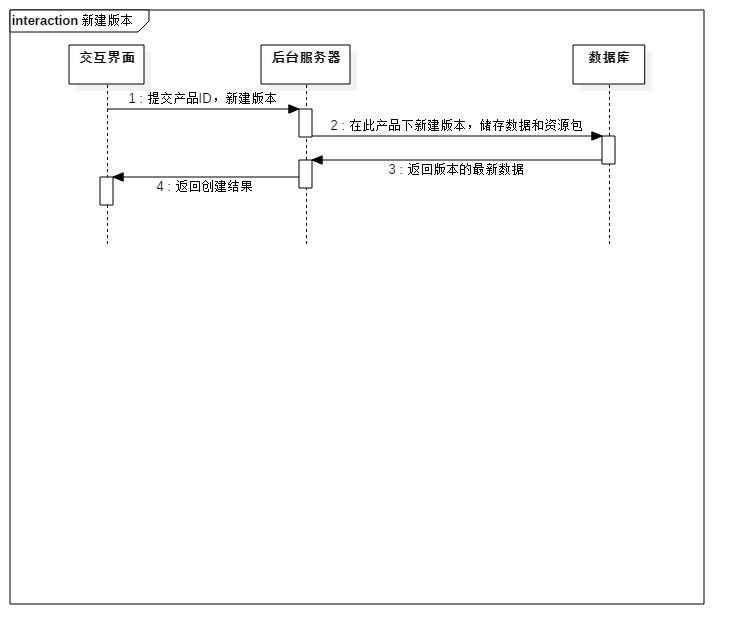 interaction 新建版本
交互界面
后台服务器
数据库
1 : 提交产品ID，新建版本
2 : 在此产品下新建版本，储存数据和资源包
3 : 返回版本的最新数据
4 : 返回创建结果